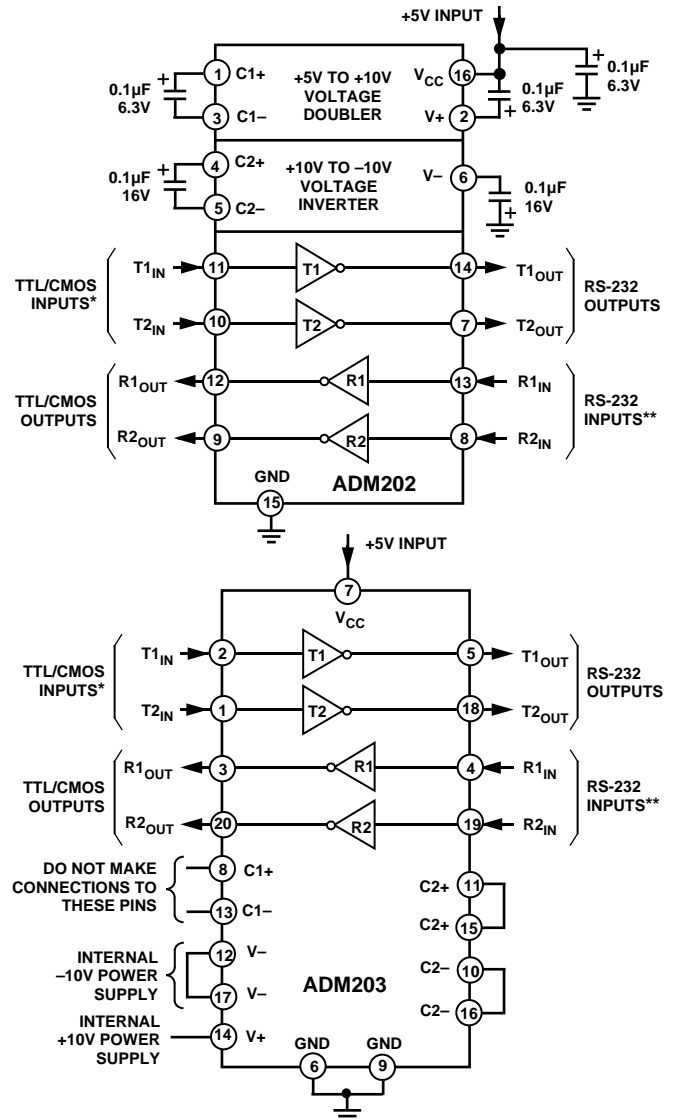 +5V INPUT
0.1µF
6.3V
+
1
C1+
3
C1–
+5V TO +10V
VOLTAGE
DOUBLER
VCC
16
V+
2
+
0.1µF
6.3V
+
0.1µF
6.3V
0.1µF
16V
+
4
C2+
5
C2–
+10V TO –10V
VOLTAGE
INVERTER
V–
6
0.1µF
16V
+
TTL/CMOS
INPUTS*
T1IN
11
T1
14
T1OUT
T2IN
10
T2
7
T2OUT
RS-232
OUTPUTS
TTL/CMOS
OUTPUTS
R1OUT
12
R1
13
R1IN
R2OUT
9
R2
8
R2IN
RS-232
INPUTS**
GND
15
ADM202
+5V INPUT
7
VCC
TTL/CMOS
INPUTS*
T1IN
2
T1
5
T1OUT
T2IN
1
T2
18
T2OUT
RS-232
OUTPUTS
TTL/CMOS
OUTPUTS
R1OUT
3
R1
4
R1IN
R2OUT
20
R2
19
R2IN
RS-232
INPUTS**
DO NOT MAKE
CONNECTIONS TO
THESE PINS
8
C1+
13
C1–
C2+
11
C2+
15
INTERNAL
–10V POWER
SUPPLY
12
V–
17
V–
ADM203
C2–
10
C2–
16
INTERNAL
+10V POWER
SUPPLY
14
V+
GND
6
GND
9